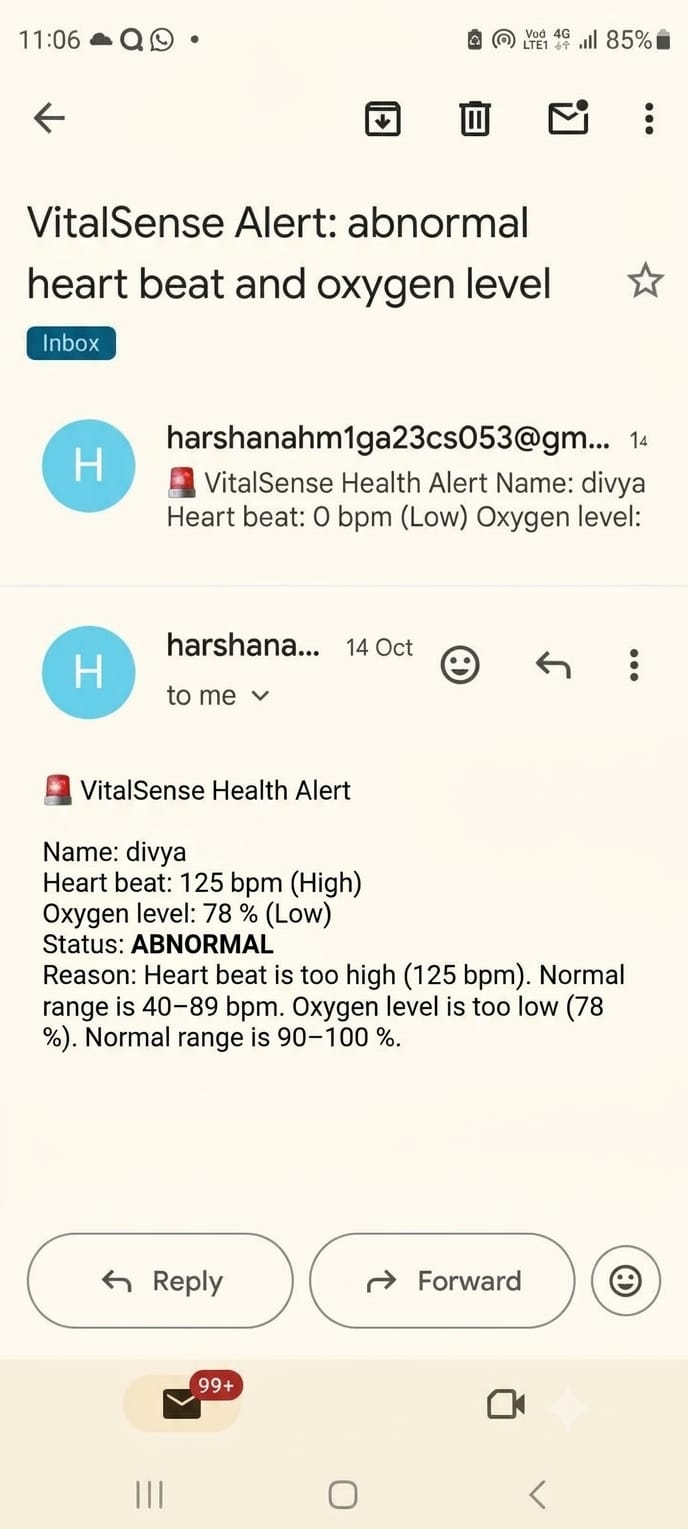 11:06
Vod 4G
LTE1
85%
VitalSense Alert: abnormal
heart beat and oxygen level
Inbox
H
harshanahm1ga23cs053@gm... 14
🚨 VitalSense Health Alert Name: divya
Heart beat: 0 bpm (Low) Oxygen level:
H
harshana... 14 Oct
to me
🚨 VitalSense Health Alert
Name: divya
Heart beat: 125 bpm (High)
Oxygen level: 78 % (Low)
Status: ABNORMAL
Reason: Heart beat is too high (125 bpm). Normal
range is 40–89 bpm. Oxygen level is too low (78
%). Normal range is 90–100 %.
Reply
Forward
99+